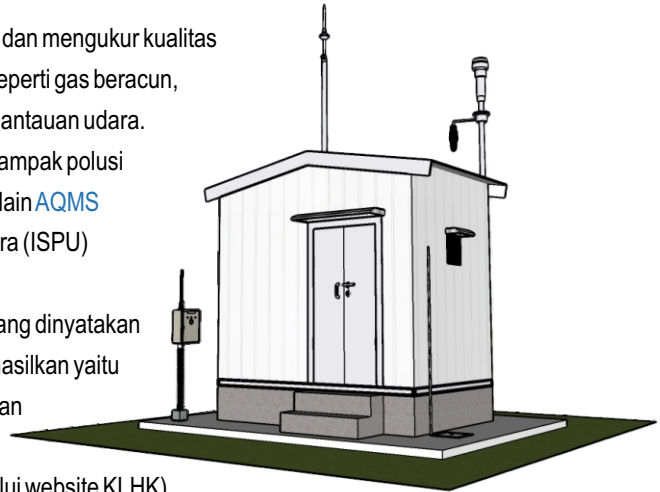 dan mengukur kualitas
eperti gas beracun,
antauan udara.
ampak polusi
lain AQMS
ra (ISPU)
ang dinyatakan
asilkan yaitu
an
lui website KLHK)